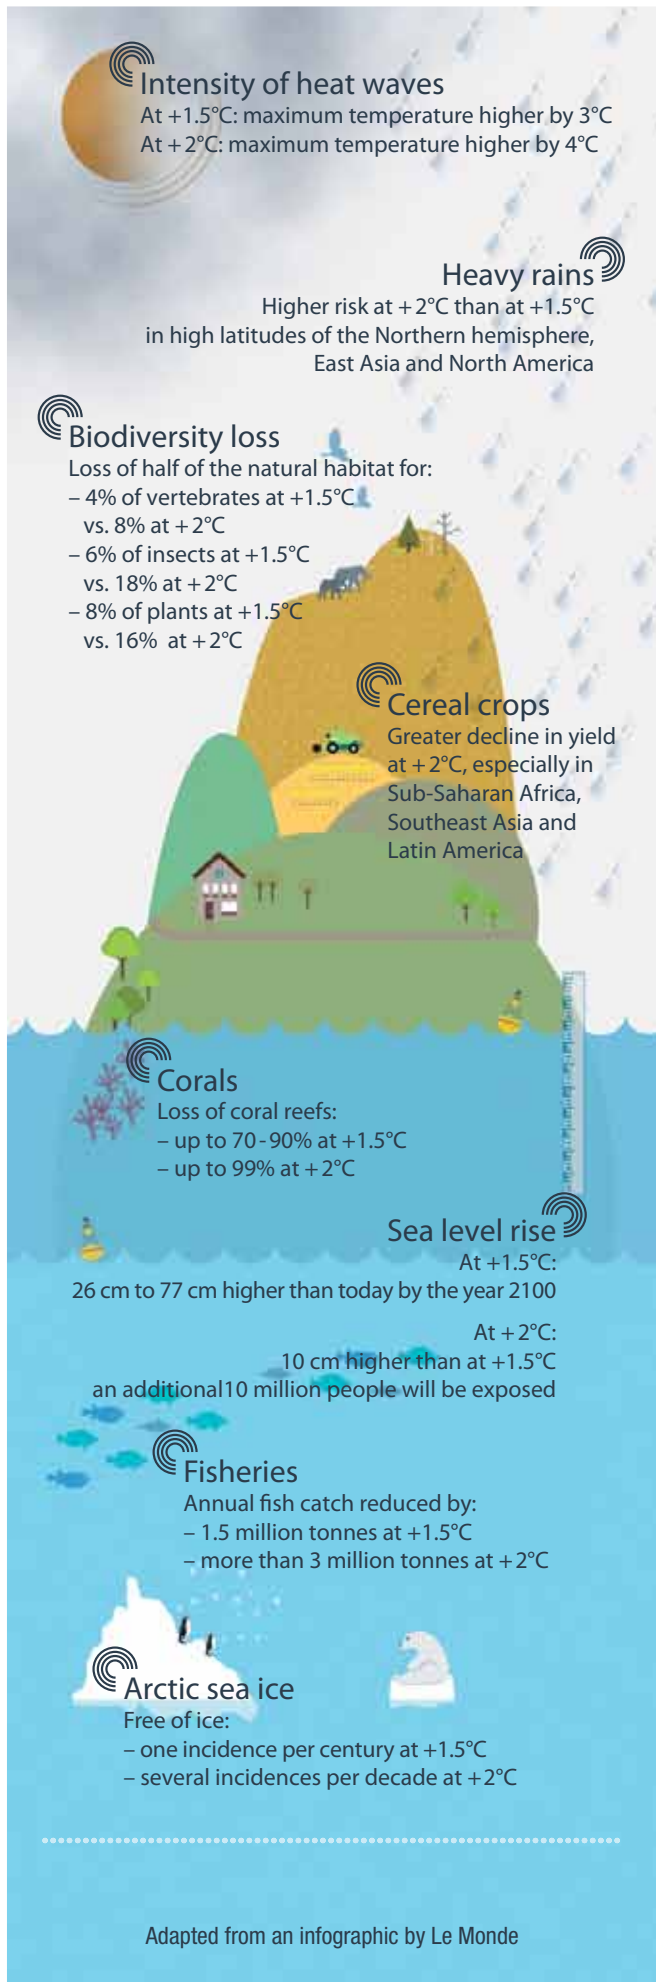 Intensity of heat waves
At +1.5°C: maximum temperature higher by 3°C
At +2°C: maximum temperature higher by 4°C
Heavy rains
Higher risk at +2°C than at +1.5°C
in high latitudes of the Northern hemisphere,
East Asia and North America
Biodiversity loss
Loss of half of the natural habitat for:
– 4% of vertebrates at +1.5°C
vs. 8% at +2°C
– 6% of insects at +1.5°C
vs. 18% at +2°C
– 8% of plants at +1.5°C
vs. 16% at +2°C
Cereal crops
Greater decline in yield
at +2°C, especially in
Sub-Saharan Africa,
Southeast Asia and
Latin America
Corals
Loss of coral reefs:
– up to 70-90% at +1.5°C
– up to 99% at +2°C
Sea level rise
At +1.5°C:
26 cm to 77 cm higher than today by the year 2100
At +2°C:
10 cm higher than at +1.5°C
an additional10 million people will be exposed
Fisheries
Annual fish catch reduced by:
– 1.5 million tonnes at +1.5°C
– more than 3 million tonnes at +2°C
Arctic sea ice
Free of ice:
– one incidence per century at +1.5°C
– several incidences per decade at +2°C
Adapted from an infographic by Le Monde